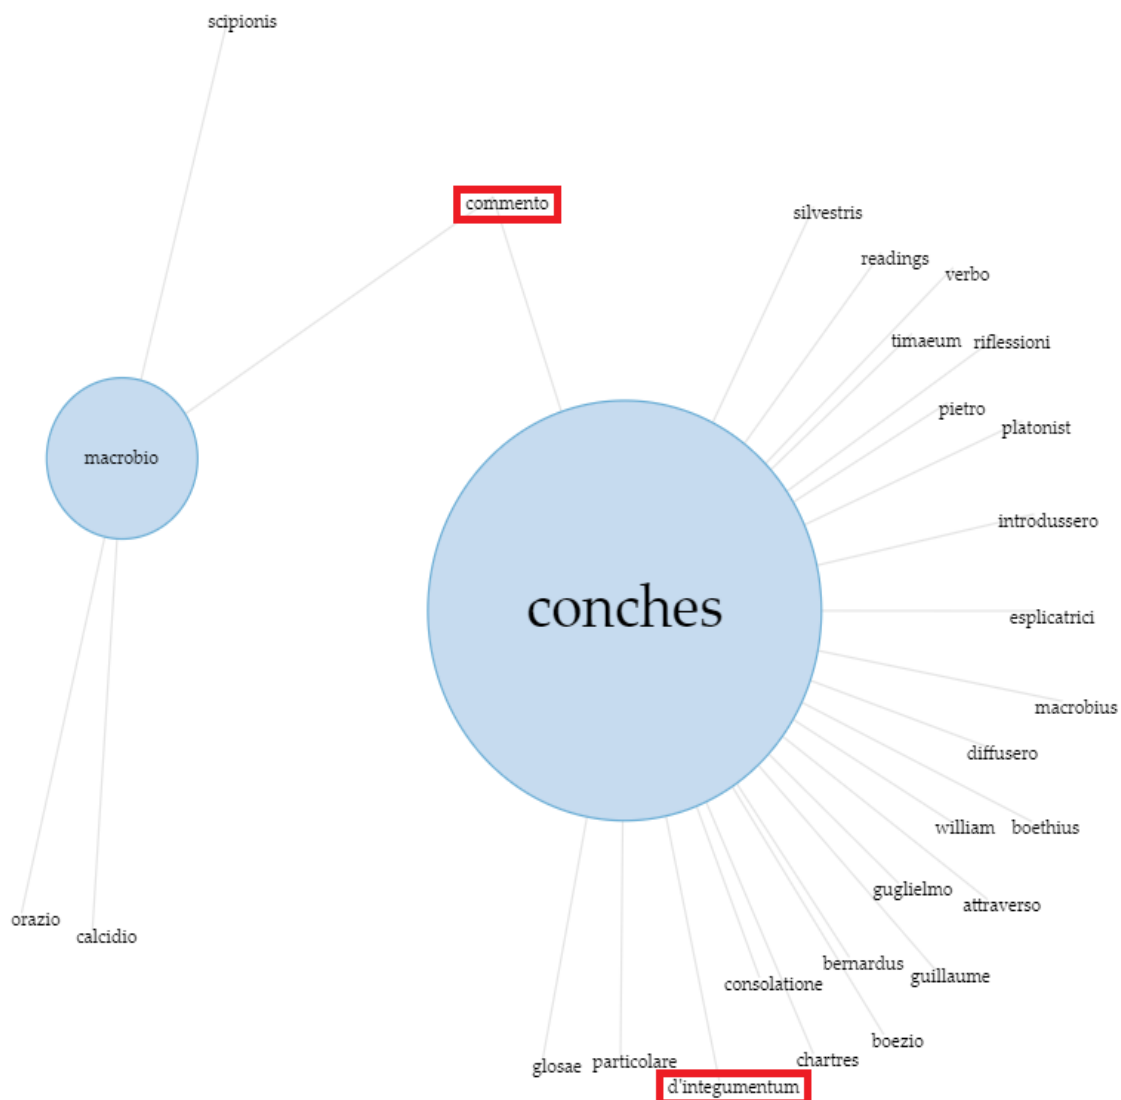 scipionis
commento
silvestris
readings
verbo
timaeum
riflessioni
pietro
platonist
macrobio
introdussero
conches
esplicatrici
macrobius
diffusero
william
boethius
guglielmo
attraverso
orazio
calcidio
bernardus
guillaume
consolatione
boezio
chartres
particolare
glosae
d'integumentum